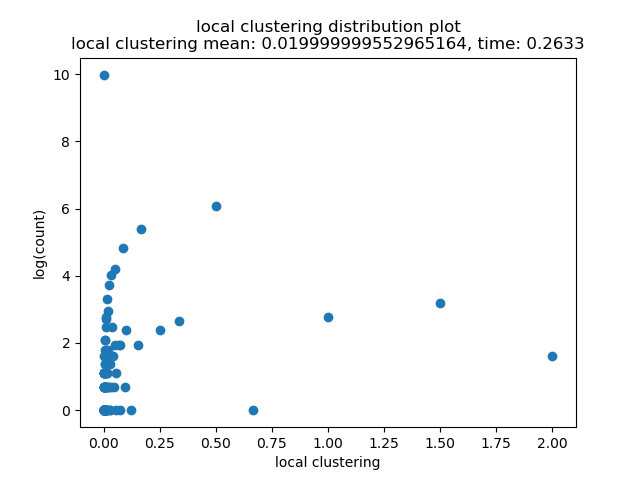 local clustering distribution plot
local clustering mean: 0.019999999552965164, time: 0.2633
10
8
6
4
2
0
log(count)
0.00 0.25 0.50 0.75 1.00 1.25 1.50 1.75 2.00
local clustering